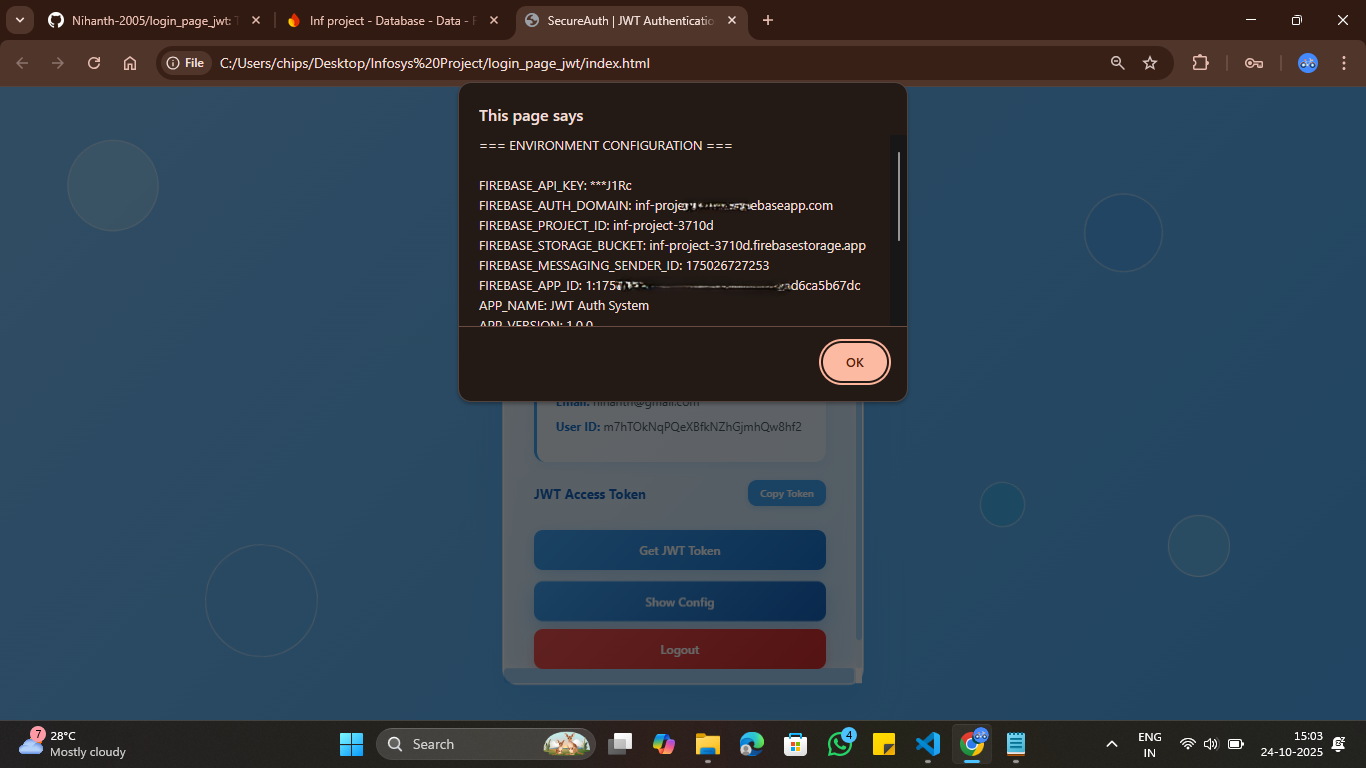 Nihanth-2005/login_page_jwt:
Inf project - Database - Data -
SecureAuth | JWT Authenticatio
File
C:/Users/chips/Desktop/Infosys%20Project/login_page_jwt/index.html
This page says
=== ENVIRONMENT CONFIGURATION ===
FIREBASE_API_KEY: ***J1Rc
FIREBASE_AUTH_DOMAIN: inf-proje ebaseapp.com
FIREBASE_PROJECT_ID: inf-project-3710d
FIREBASE_STORAGE_BUCKET: inf-project-3710d.firebasestorage.app
FIREBASE_MESSAGING_SENDER_ID: 175026727253
FIREBASE_APP_ID: 1:175 d6ca5b67dc
APP_NAME: JWT Auth System
APP_VERSION: 1.0.0
OK
Email: nihanth@gmail.com
User ID: m7hTOkNqPQeXBfkNZhGjmhQw8hf2
JWT Access Token
Copy Token
Get JWT Token
Show Config
Logout
7
28°C
Mostly cloudy
Search
4
ENG
IN
15:03
24-10-2025